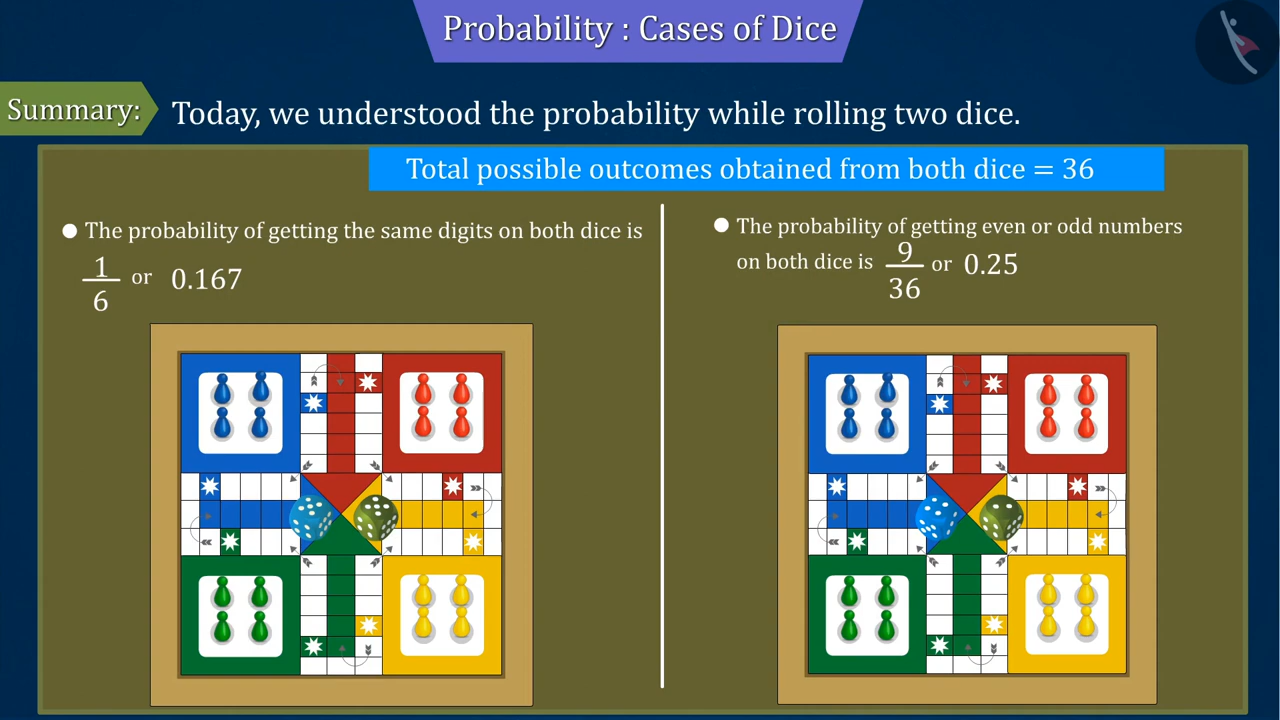 Probability : Cases of Dice
Summary:
Today, we understood the probability while rolling two dice.
Total possible outcomes obtained from both dice = 36
● The probability of getting the same digits on both dice is
1/6 or 0.167
● The probability of getting even or odd numbers
on both dice is 9/36 or 0.25